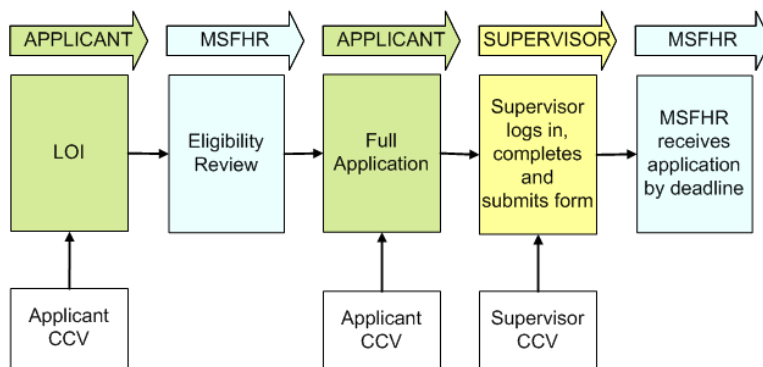 APPLICANT
MSFHR
APPLICANT
SUPERVISOR
MSFHR
LOI
Eligibility
Review
Full
Application
Supervisor
logs in,
completes
and
submits form
MSFHR
receives
application
by deadline
Applicant
CCV
Applicant
CCV
Supervisor
CCV